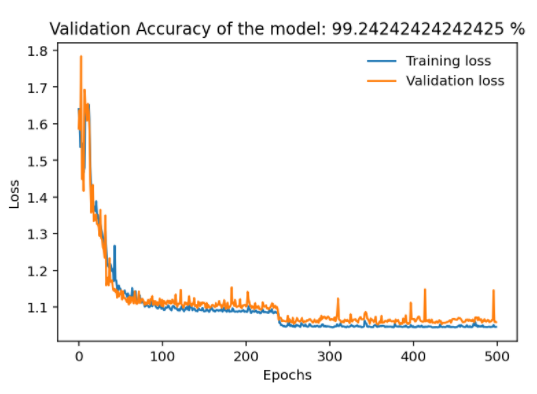 Validation Accuracy of the model: 99.24242424242425 %
1.8
1.7
1.6
1.5
1.4
1.3
1.2
1.1
Loss
Training loss
Validation loss
0
100
200
300
400
500
Epochs